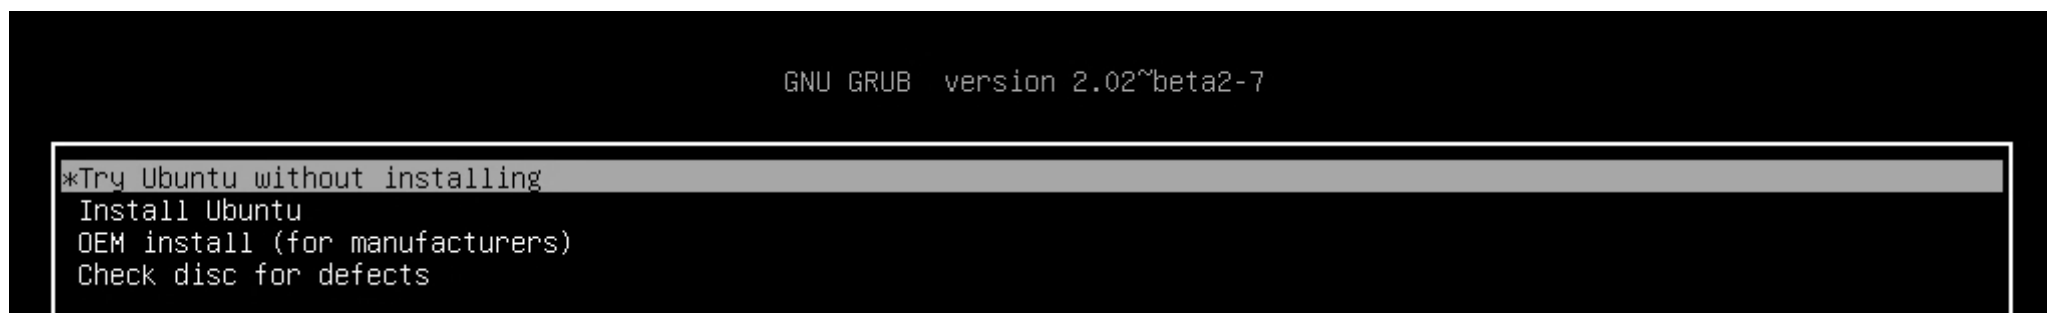 GNU GRUB  version 2.02~beta2-7
*Try Ubuntu without installing
Install Ubuntu
OEM install (for manufacturers)
Check disc for defects